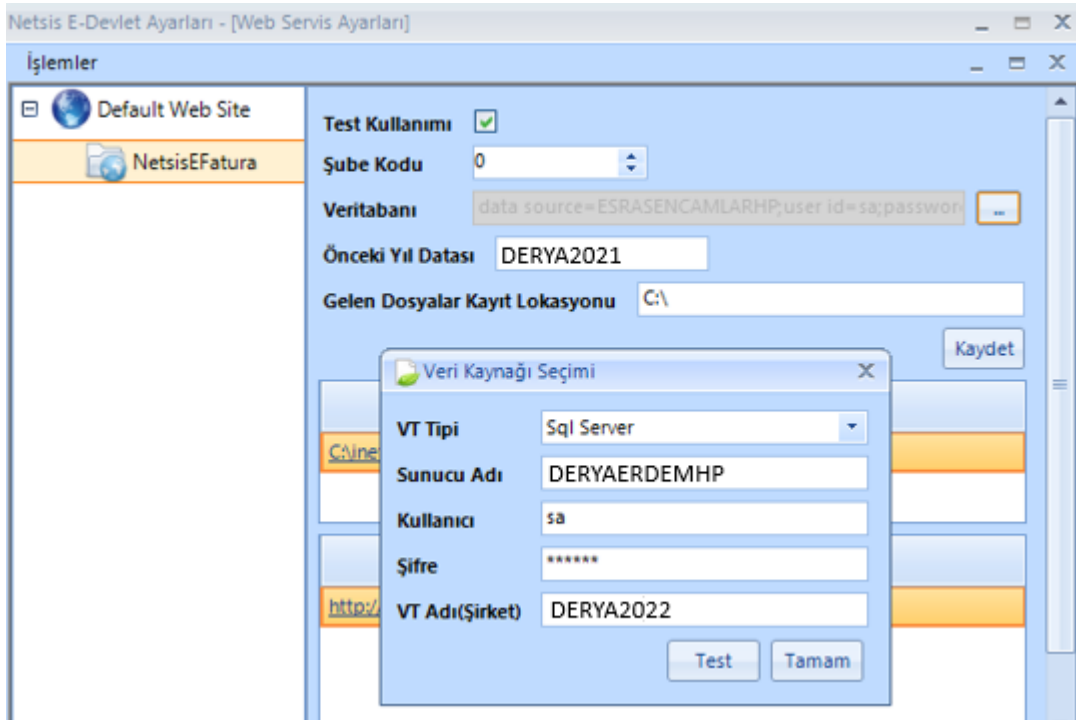 Netsis E-Devlet Ayarları - [Web Servis Ayarları]
İşlemler
Default Web Site
NetsisEFatura
Test Kullanımı
Şube Kodu 0
Veritabanı data source=ESRASENCAMLARHP;user id=sa;passwor ...
Önceki Yıl Datası DERYA2021
Gelen Dosyalar Kayıt Lokasyonu C:\
Kaydet
Veri Kaynağı Seçimi
VT Tipi Sql Server
Sunucu Adı DERYAERDEMHP
Kullanıcı sa
Şifre ******
VT Adı(Şirket) DERYA2022
Test Tamam
C:\ine
http:/